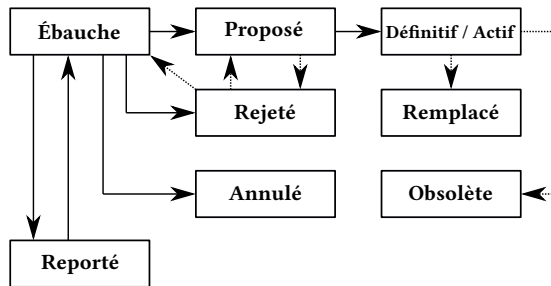 Ébauche
Proposé
Définitif / Actif
Rejeté
Remplacé
Annulé
Obsolète
Reporté